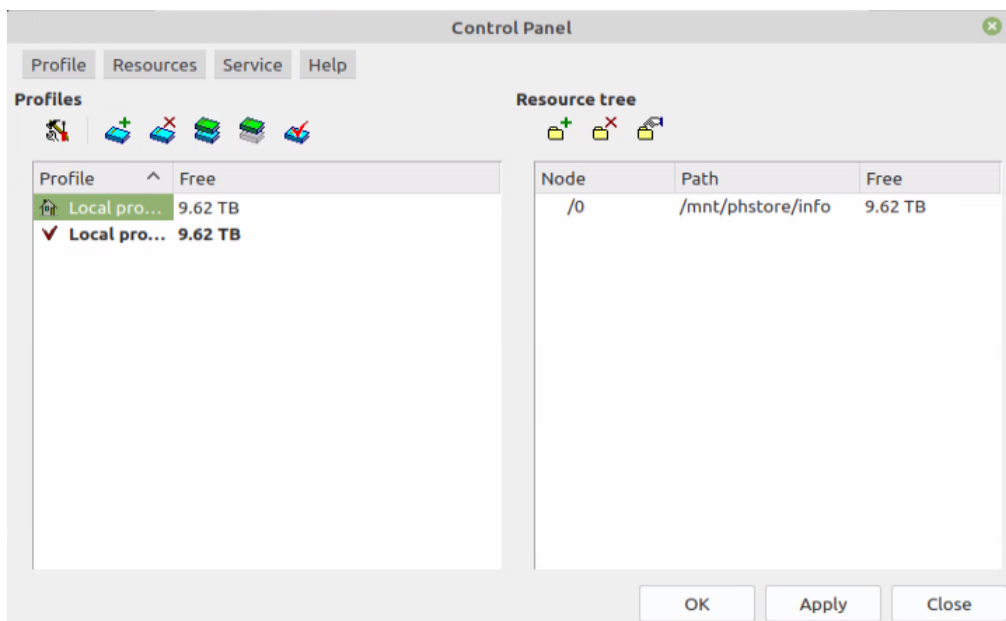 Control Panel
Profile Resources Service Help
Profiles
Resource tree
Profile Free
Local pro... 9.62 TB
Local pro... 9.62 TB
Node Path Free
/0 /mnt/phstore/info 9.62 TB
OK Apply Close